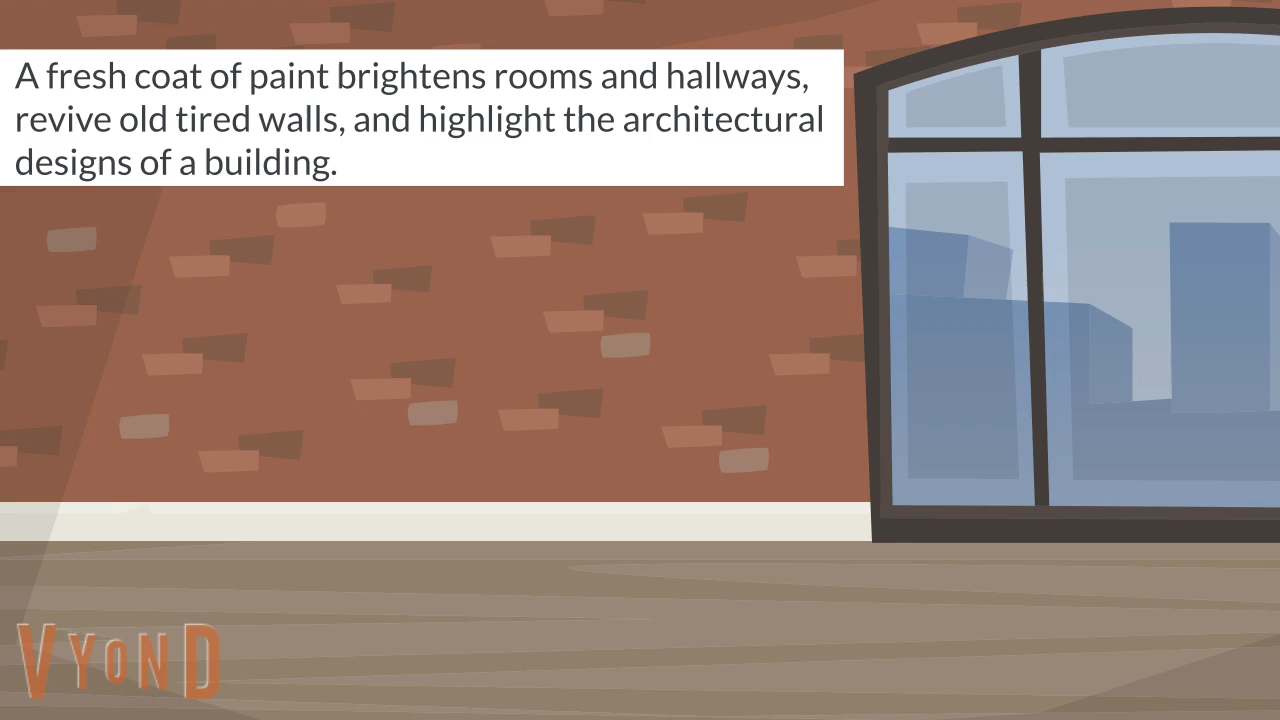 A fresh coat of paint brightens rooms and hallways,
revive old tired walls, and highlight the architectural
designs of a building.
VYOND